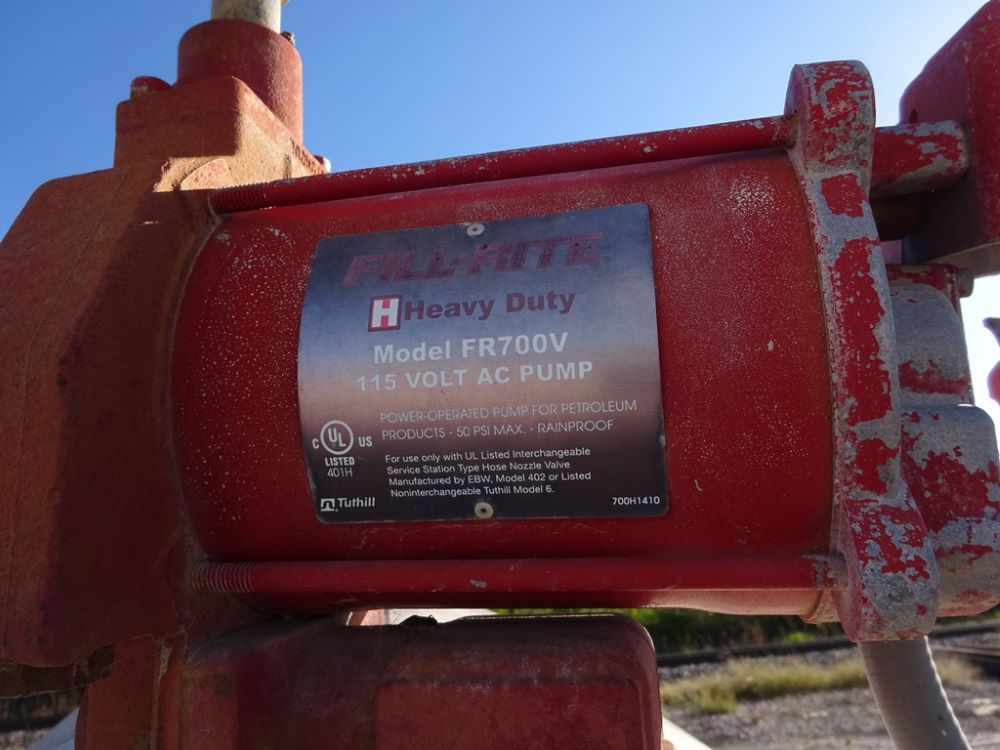 FILL-RITE
H Heavy Duty
Model FR700V
115 VOLT AC PUMP
POWER-OPERATED PUMP FOR PETROLEUM
PRODUCTS - 50 PSI MAX. - RAINPROOF
C UL US
LISTED
401H
For use only with UL Listed Interchangeable
Service Station Type Hose Nozzle Valve
Manufactured by EBW, Model 402 or Listed
Noninterchangeable Tuthill Model 6.
Tuthill
700H1410